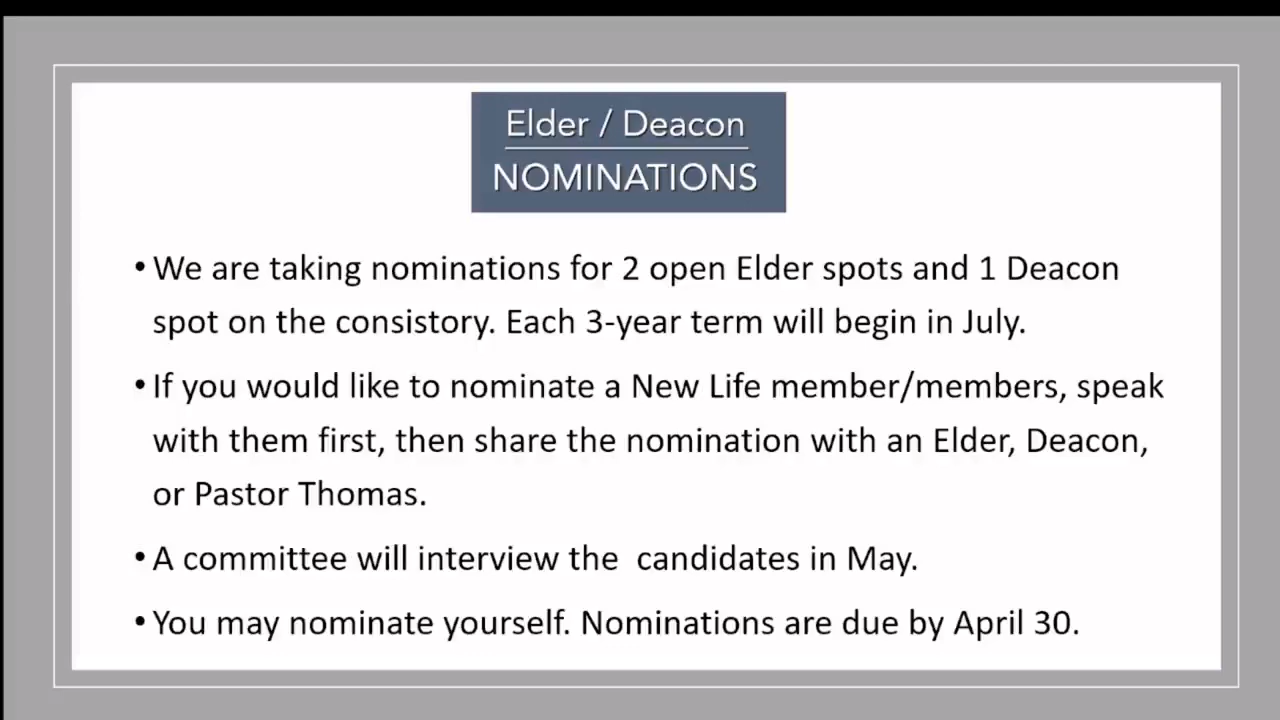 Elder / Deacon
NOMINATIONS
• We are taking nominations for 2 open Elder spots and 1 Deacon
spot on the consistory. Each 3-year term will begin in July.
• If you would like to nominate a New Life member/members, speak
with them first, then share the nomination with an Elder, Deacon,
or Pastor Thomas.
• A committee will interview the  candidates in May.
• You may nominate yourself. Nominations are due by April 30.